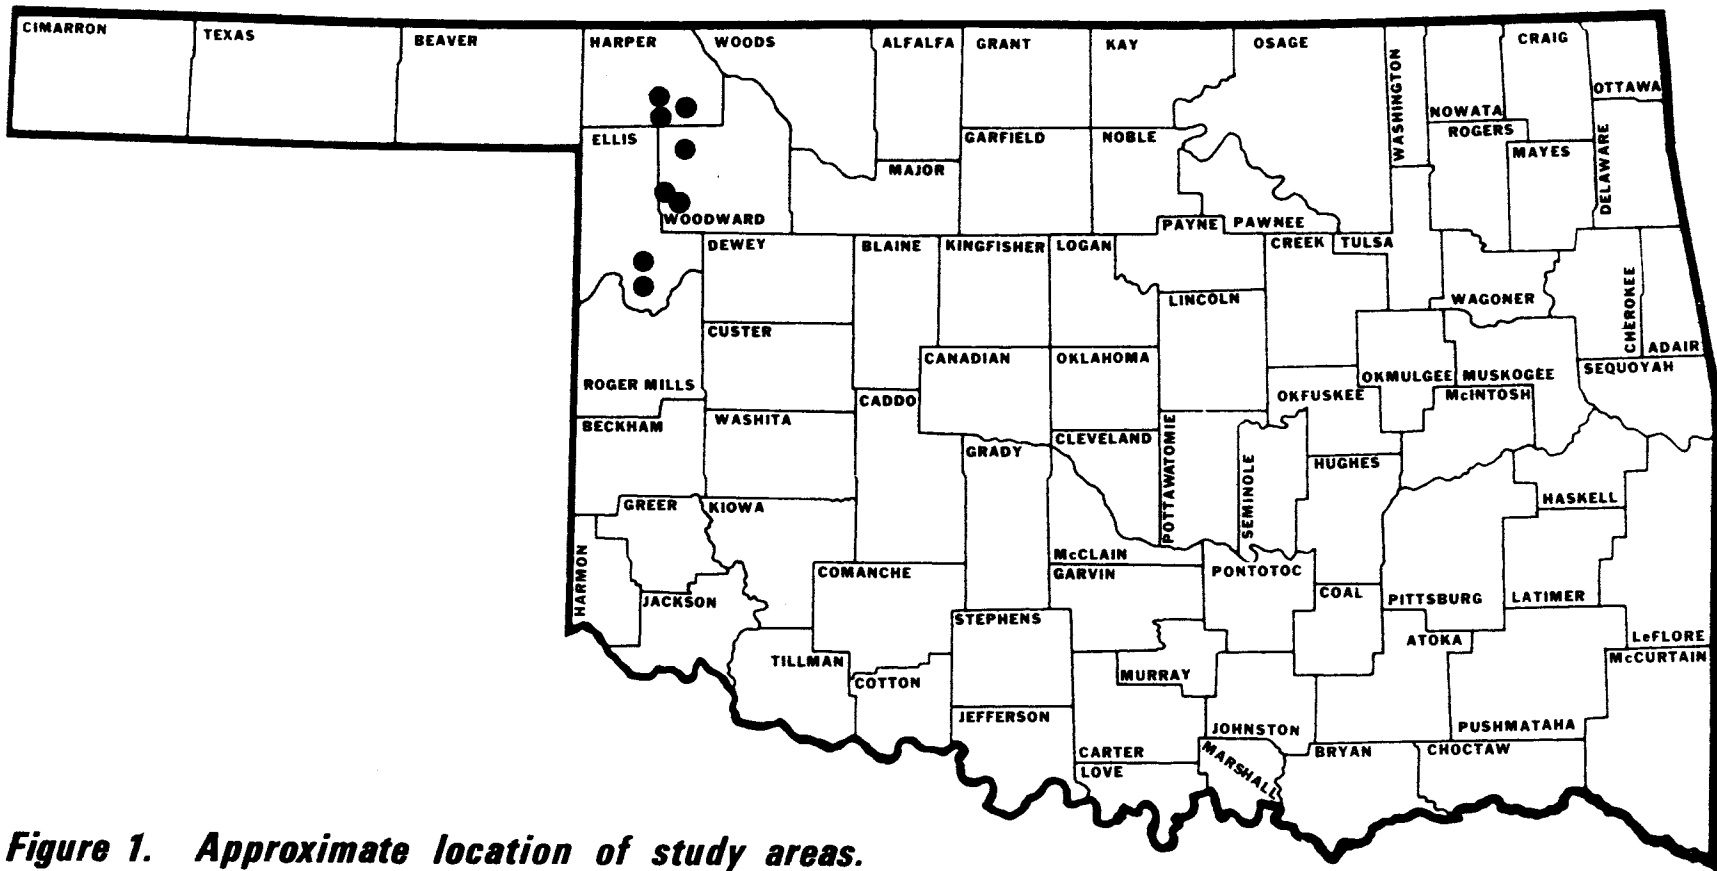 CIMARRON
TEXAS
BEAVER
HARPER
WOODS
ALFALFA
GRANT
KAY
OSAGE
WASHINGTON
NOWATA
CRAIG
OTTAWA
ELLIS
WOODWARD
MAJOR
GARFIELD
NOBLE
ROGERS
MAYES
DELAWARE
PAYNE
PAWNEE
DEWEY
BLAINE
KINGFISHER
LOGAN
CREEK
TULSA
LINCOLN
WAGONER
CHEROKEE
ADAIR
CUSTER
CANADIAN
OKLAHOMA
ROGER MILLS
CADDO
OKFUSKEE
OKMULGEE
MUSKOGEE
McINTOSH
SEQUOYAH
BECKHAM
WASHITA
GRADY
CLEVELAND
POTTAWATOMIE
SEMINOLE
HUGHES
GREER
KIOWA
HASKELL
HARMON
JACKSON
COMANCHE
McCLAIN
GARVIN
PONTOTOC
COAL
PITTSBURG
LATIMER
STEPHENS
ATOKA
LeFLORE
McCURTAIN
TILLMAN
COTTON
MURRAY
JEFFERSON
JOHNSTON
PUSHMATAHA
CARTER
LOVE
MARSHALL
BRYAN
CHOCTAW
Figure 1. Approximate location of study areas.